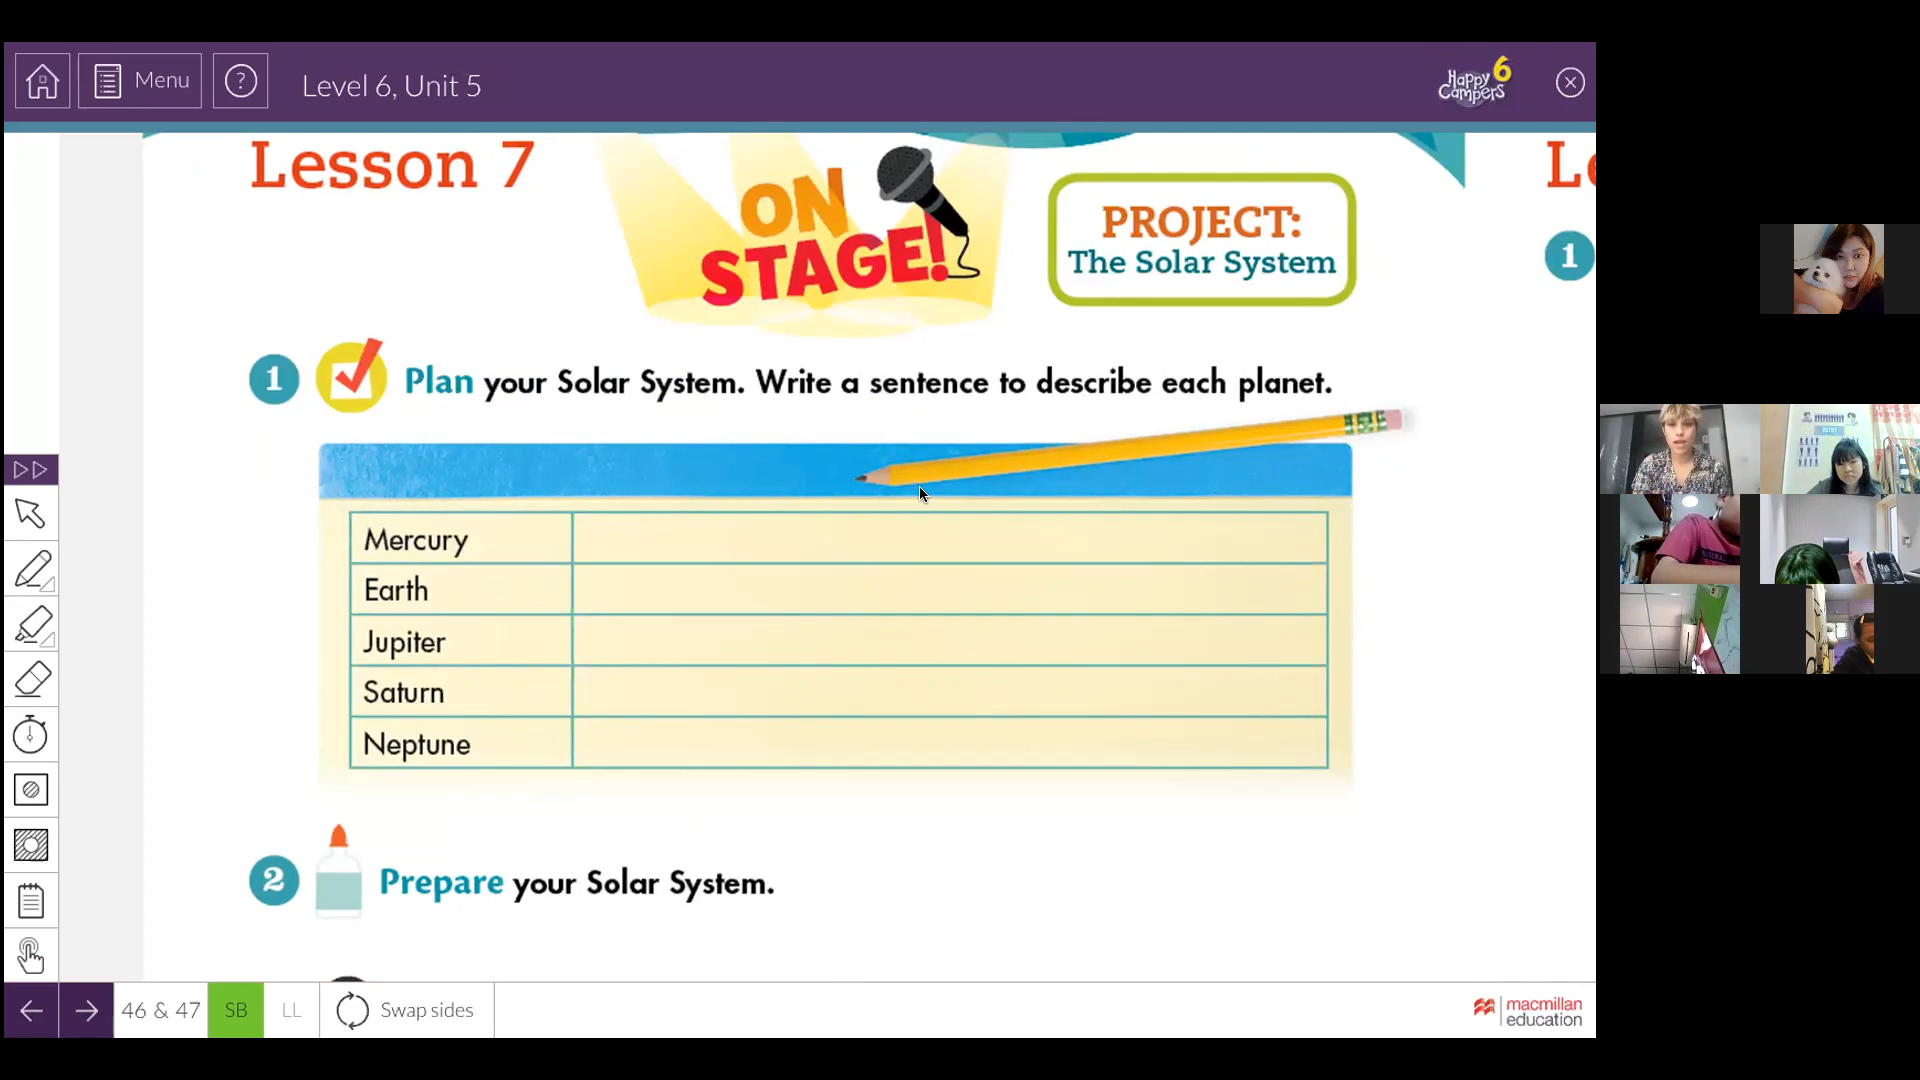 Menu
?
Level 6, Unit 5
Happy Campers 6
Lesson 7
ON STAGE!
PROJECT:
The Solar System
Le
1
1 Plan your Solar System. Write a sentence to describe each planet.
Mercury
Earth
Jupiter
Saturn
Neptune
2 Prepare your Solar System.
46 & 47
SB
LL
Swap sides
macmillan
education